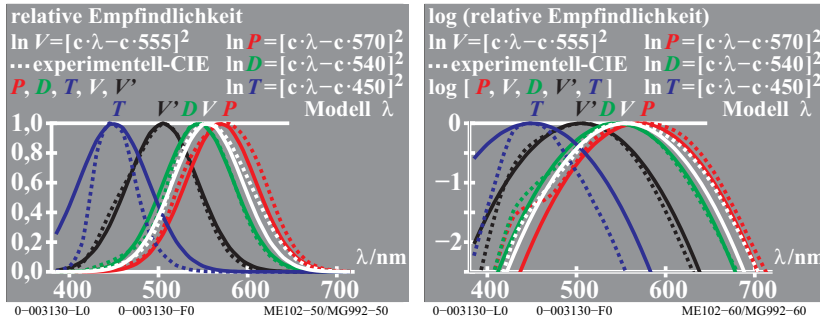 relative Empfindlichkeit
ln V=[c·λ−c·555]² ln P=[c·λ−c·570]²
experimentell-CIE ln D=[c·λ−c·540]²
P, D, T, V, V' ln T=[c·λ−c·450]²
Modell λ
T V' D V P
1,0
0,8
0,6
0,4
0,2
0,0
λ/nm
400 500 600 700
0-003130-L0 0-003130-F0 ME102-50/MG992-50
log (relative Empfindlichkeit)
ln V=[c·λ−c·555]² ln P=[c·λ−c·570]²
experimentell-CIE ln D=[c·λ−c·540]²
log [ P, V, D, V', T ] ln T=[c·λ−c·450]²
Modell λ
T V' D V P
0
−1
−2
λ/nm
400 500 600 700
0-003130-L0 0-003130-F0 ME102-60/MG992-60